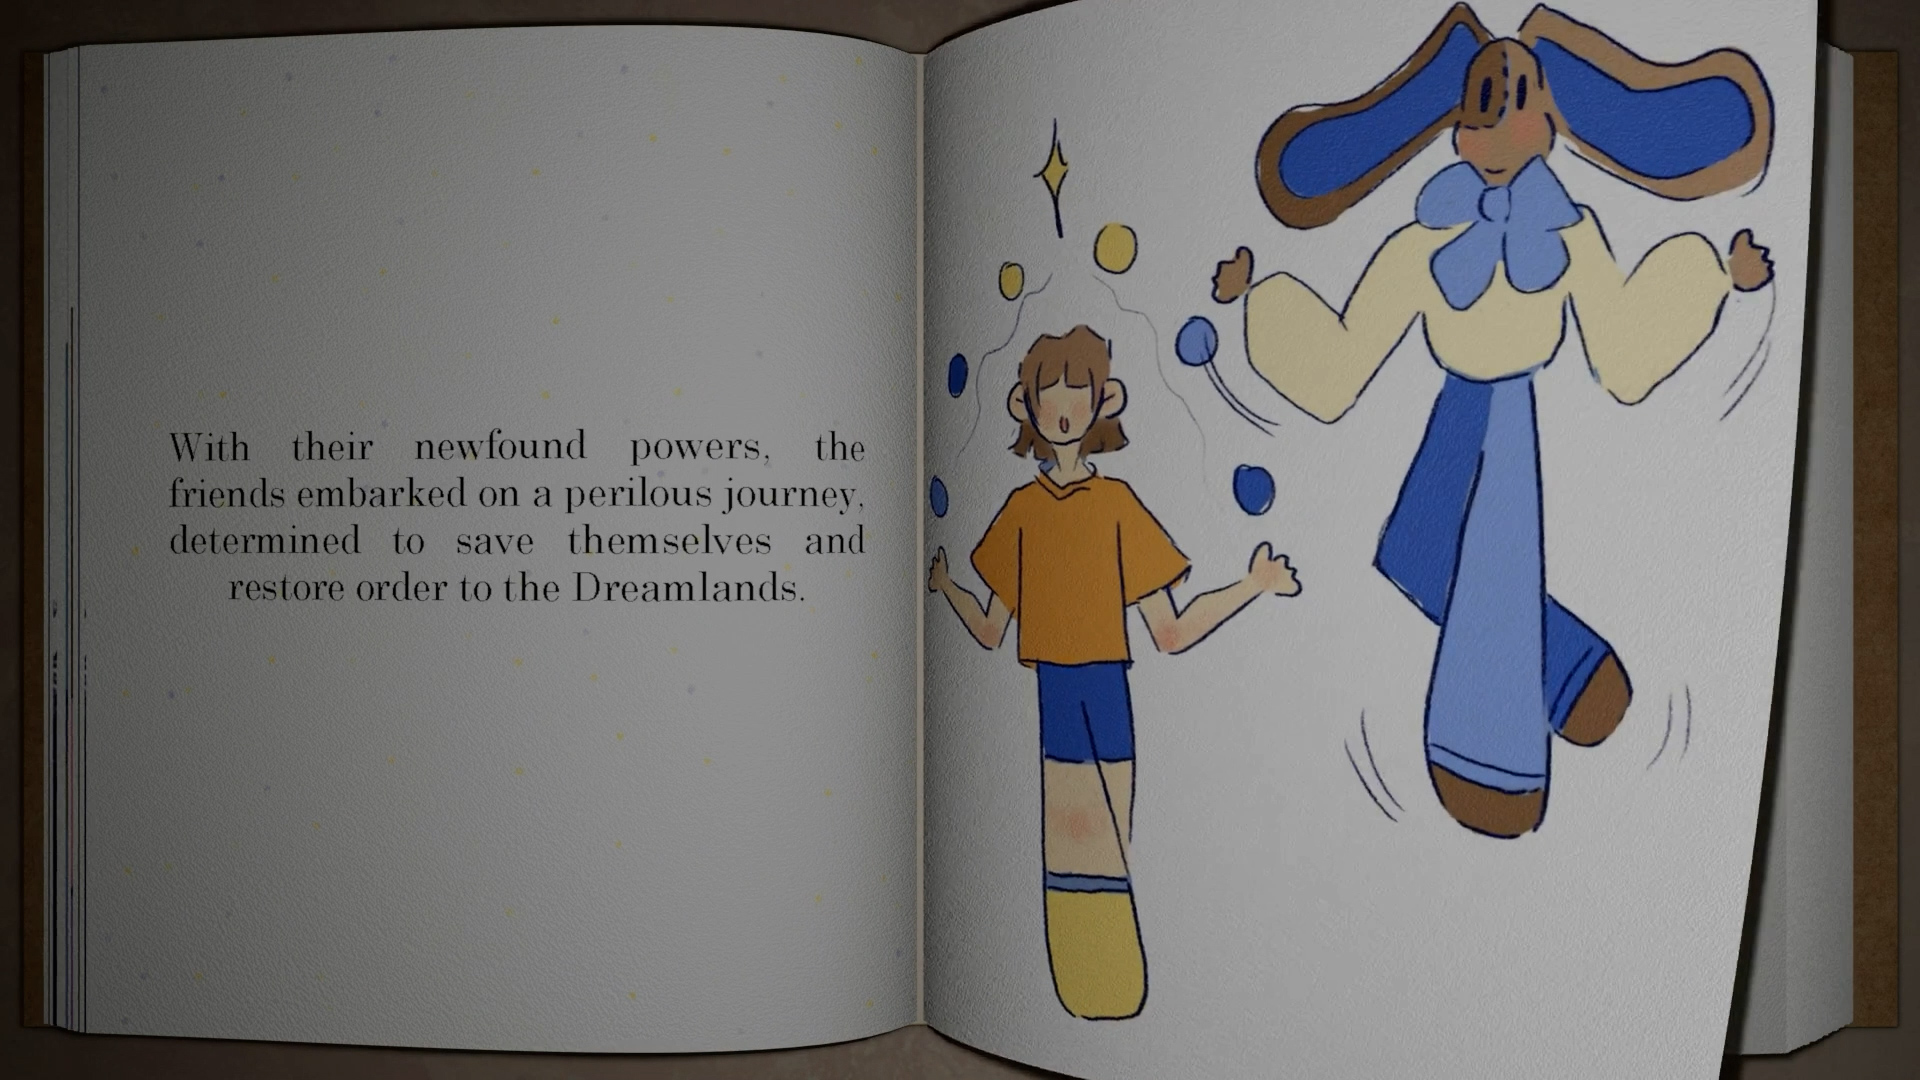 With their newfound powers, the
friends embarked on a perilous journey,
determined to save themselves and
restore order to the Dreamlands.